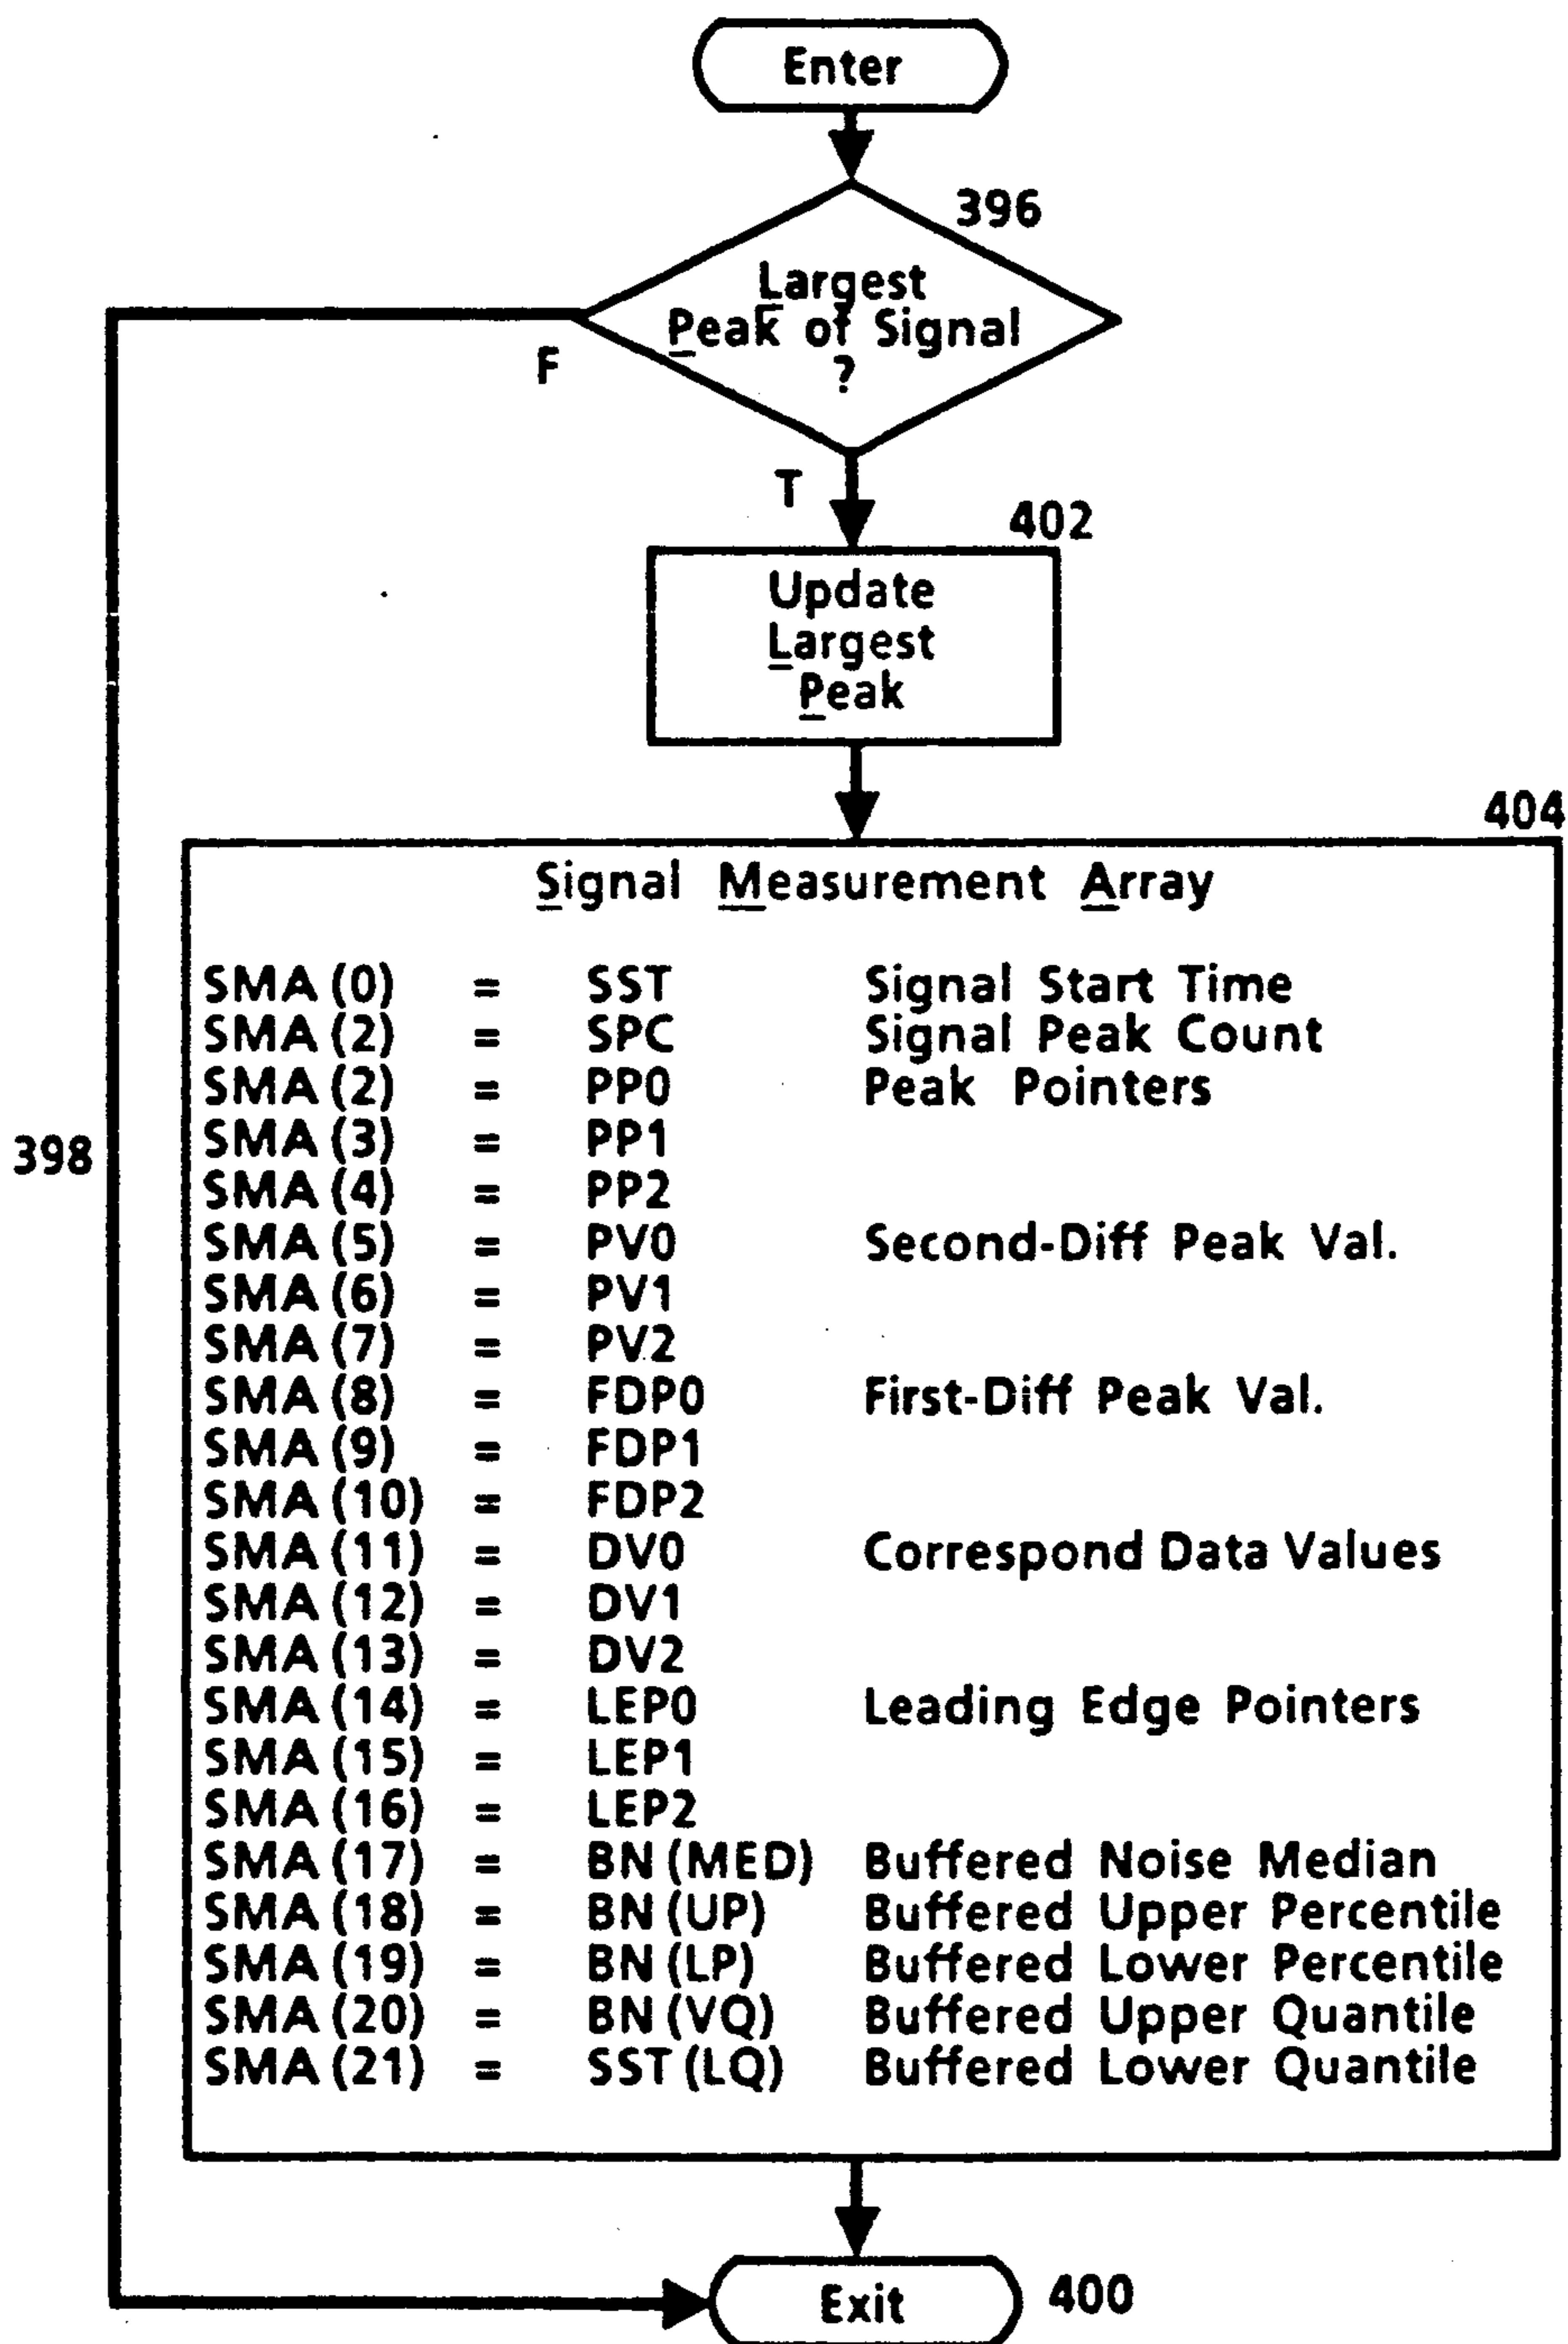 Enter
396
Largest
Peak of Signal
?
F
T
402
Update
Largest
Peak
404
Signal Measurement Array
SMA(0) = SST Signal Start Time
SMA(2) = SPC Signal Peak Count
SMA(2) = PP0 Peak Pointers
SMA(3) = PP1
398
SMA(4) = PP2
SMA(5) = PV0 Second-Diff Peak Val.
SMA(6) = PV1
SMA(7) = PV2
SMA(8) = FDP0 First-Diff Peak Val.
SMA(9) = FDP1
SMA(10) = FDP2
SMA(11) = DV0 Correspond Data Values
SMA(12) = DV1
SMA(13) = DV2
SMA(14) = LEP0 Leading Edge Pointers
SMA(15) = LEP1
SMA(16) = LEP2
SMA(17) = BN(MED) Buffered Noise Median
SMA(18) = BN(UP) Buffered Upper Percentile
SMA(19) = BN(LP) Buffered Lower Percentile
SMA(20) = BN(VQ) Buffered Upper Quantile
SMA(21) = SST(LQ) Buffered Lower Quantile
Exit
400